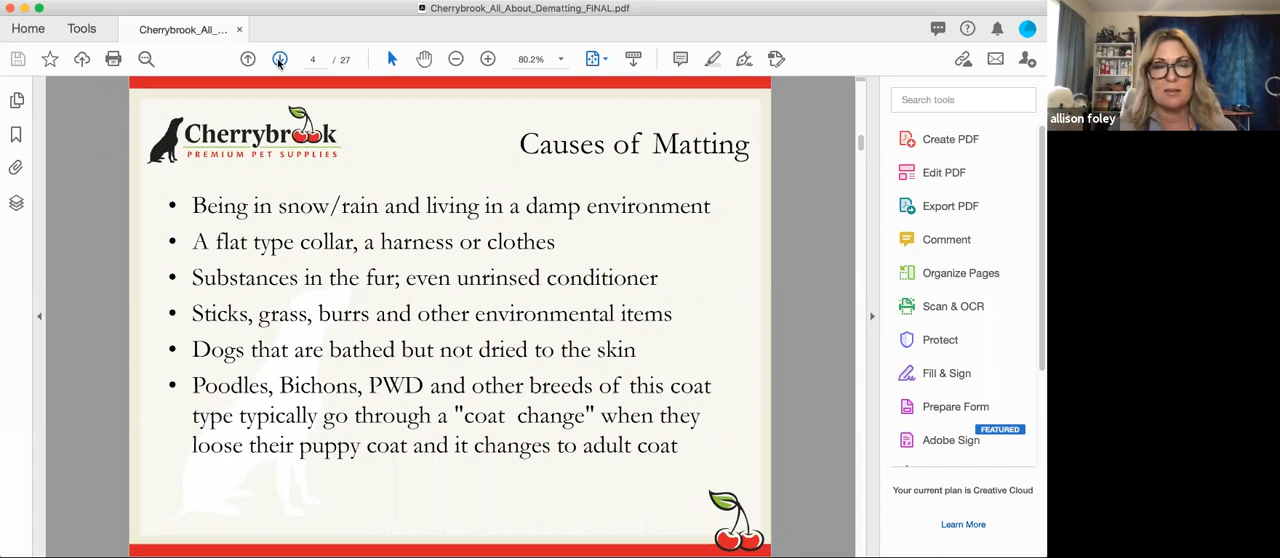 Cherrybrook_All_About_Dematting_FINAL.pdf
Home
Tools
Cherrybrook_All_...
4 / 27
80.2%
allison foley
Cherrybrook
PREMIUM PET SUPPLIES
Causes of Matting
• Being in snow/rain and living in a damp environment
• A flat type collar, a harness or clothes
• Substances in the fur; even unrinsed conditioner
• Sticks, grass, burrs and other environmental items
• Dogs that are bathed but not dried to the skin
• Poodles, Bichons, PWD and other breeds of this coat
type typically go through a "coat change" when they
loose their puppy coat and it changes to adult coat
Search tools
Create PDF
Edit PDF
Export PDF
Comment
Organize Pages
Scan & OCR
Protect
Fill & Sign
Prepare Form
FEATURED
Adobe Sign
Your current plan is Creative Cloud
Learn More